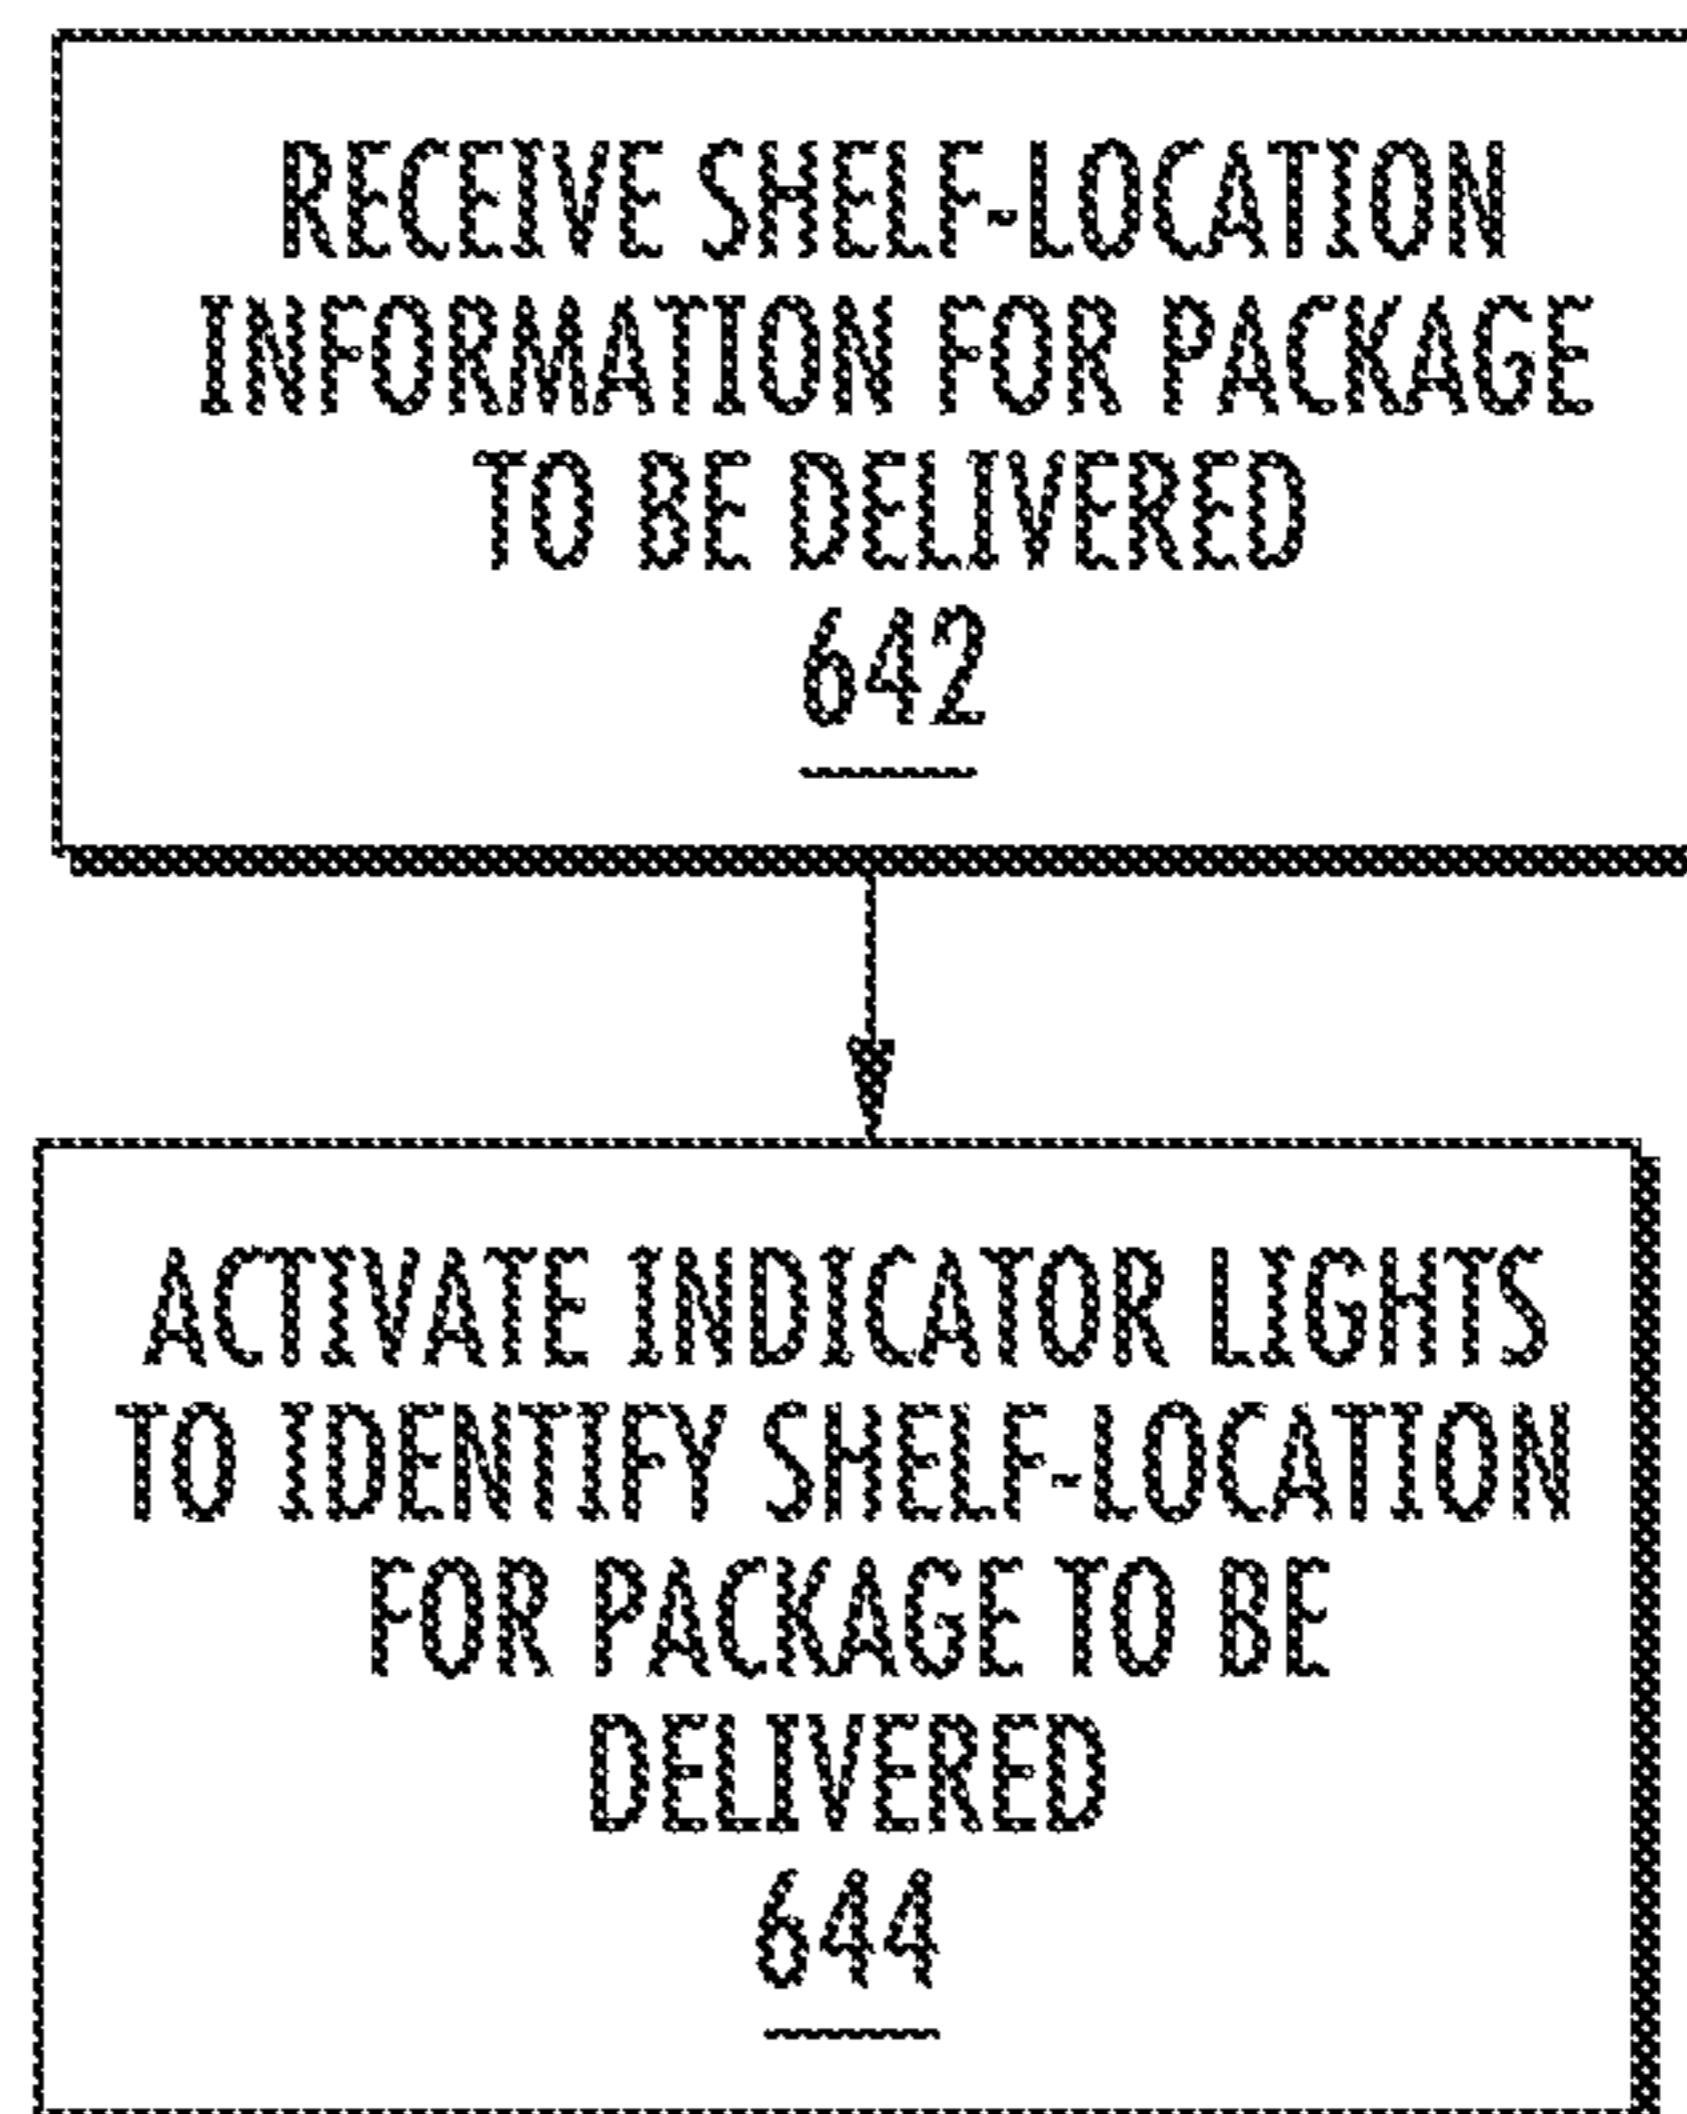 RECEIVE SHELF-LOCATION
INFORMATION FOR PACKAGE
TO BE DELIVERED
642
ACTIVATE INDICATOR LIGHTS
TO IDENTIFY SHELF-LOCATION
FOR PACKAGE TO BE
DELIVERED
644